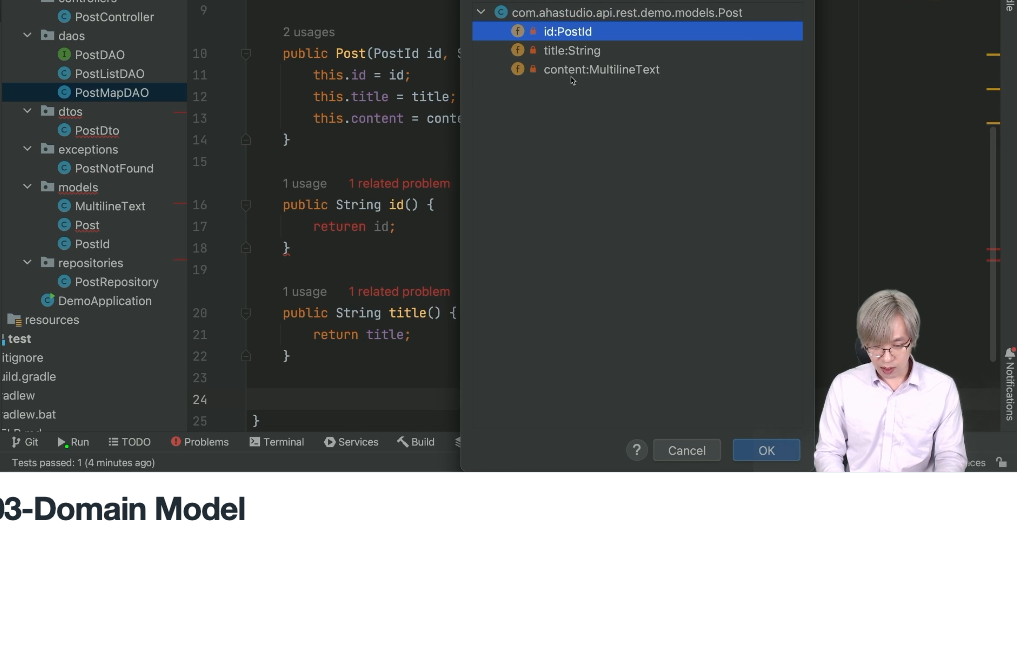 PostController
daos
PostDAO
PostListDAO
PostMapDAO
dtos
PostDto
exceptions
PostNotFound
models
MultilineText
Post
PostId
repositories
PostRepository
DemoApplication
resources
test
itignore
uild.gradle
adlew
adlew.bat
9
2 usages
10 public Post(PostId id, S
11 this.id = id;
12 this.title = title;
13 this.content = conte
14 }
15
1 usage 1 related problem
16 public String id() {
17 returen id;
18 }
19
1 usage 1 related problem
20 public String title() {
21 return title;
22 }
23
24
25 }
com.ahastudio.api.rest.demo.models.Post
id:PostId
title:String
content:MultilineText
? Cancel OK
Notifications
Git Run TODO Problems Terminal Services Build
Tests passed: 1 (4 minutes ago)
03-Domain Model